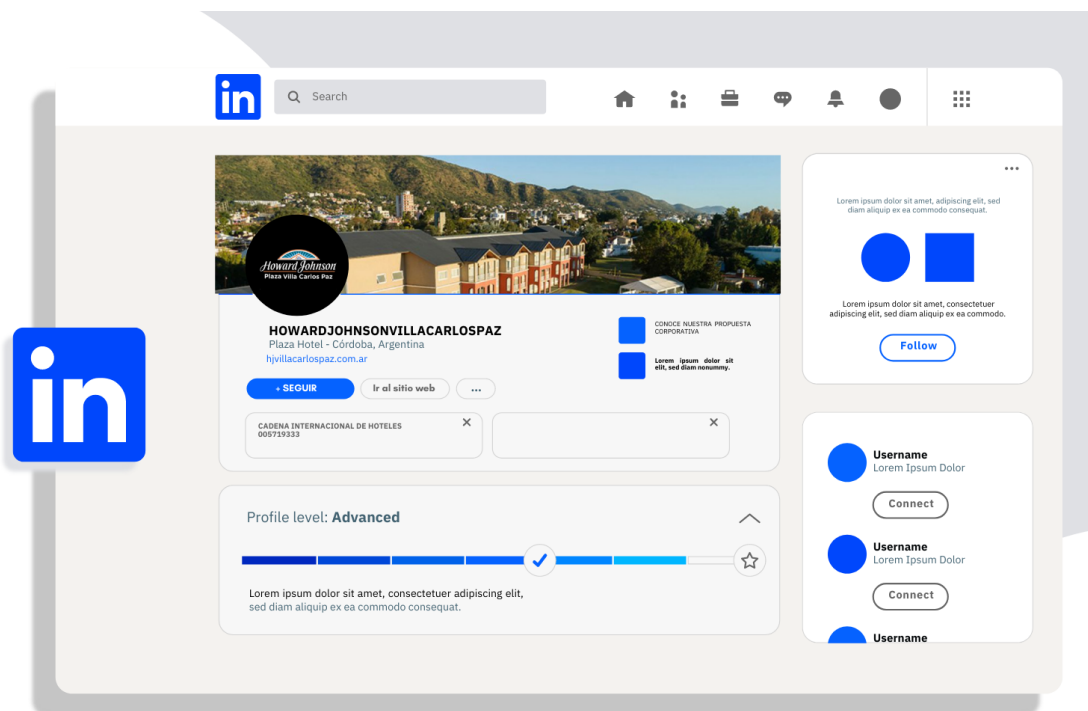 in
Search
Howard Johnson
Plaza Villa Carlos Paz
HOWARDJOHNSONVILLACARLOSPAZ
Plaza Hotel - Córdoba, Argentina
hjvillacarlospaz.com.ar
CONOCE NUESTRA PROPUESTA
CORPORATIVA
Lorem ipsum dolor sit
elit, sed diam nonummy.
+ SEGUIR
Ir al sitio web
...
CADENA INTERNACIONAL DE HOTELES
005719333
Profile level: Advanced
Lorem ipsum dolor sit amet, consectetuer adipiscing elit,
sed diam aliquip ex ea commodo consequat.
Lorem ipsum dolor sit amet, adipiscing elit, sed
diam aliquip ex ea commodo consequat.
Lorem ipsum dolor sit amet, consectetuer
adipiscing elit, sed diam aliquip ex ea commodo.
Follow
Username
Lorem Ipsum Dolor
Connect
Username
Lorem Ipsum Dolor
Connect
Username
in